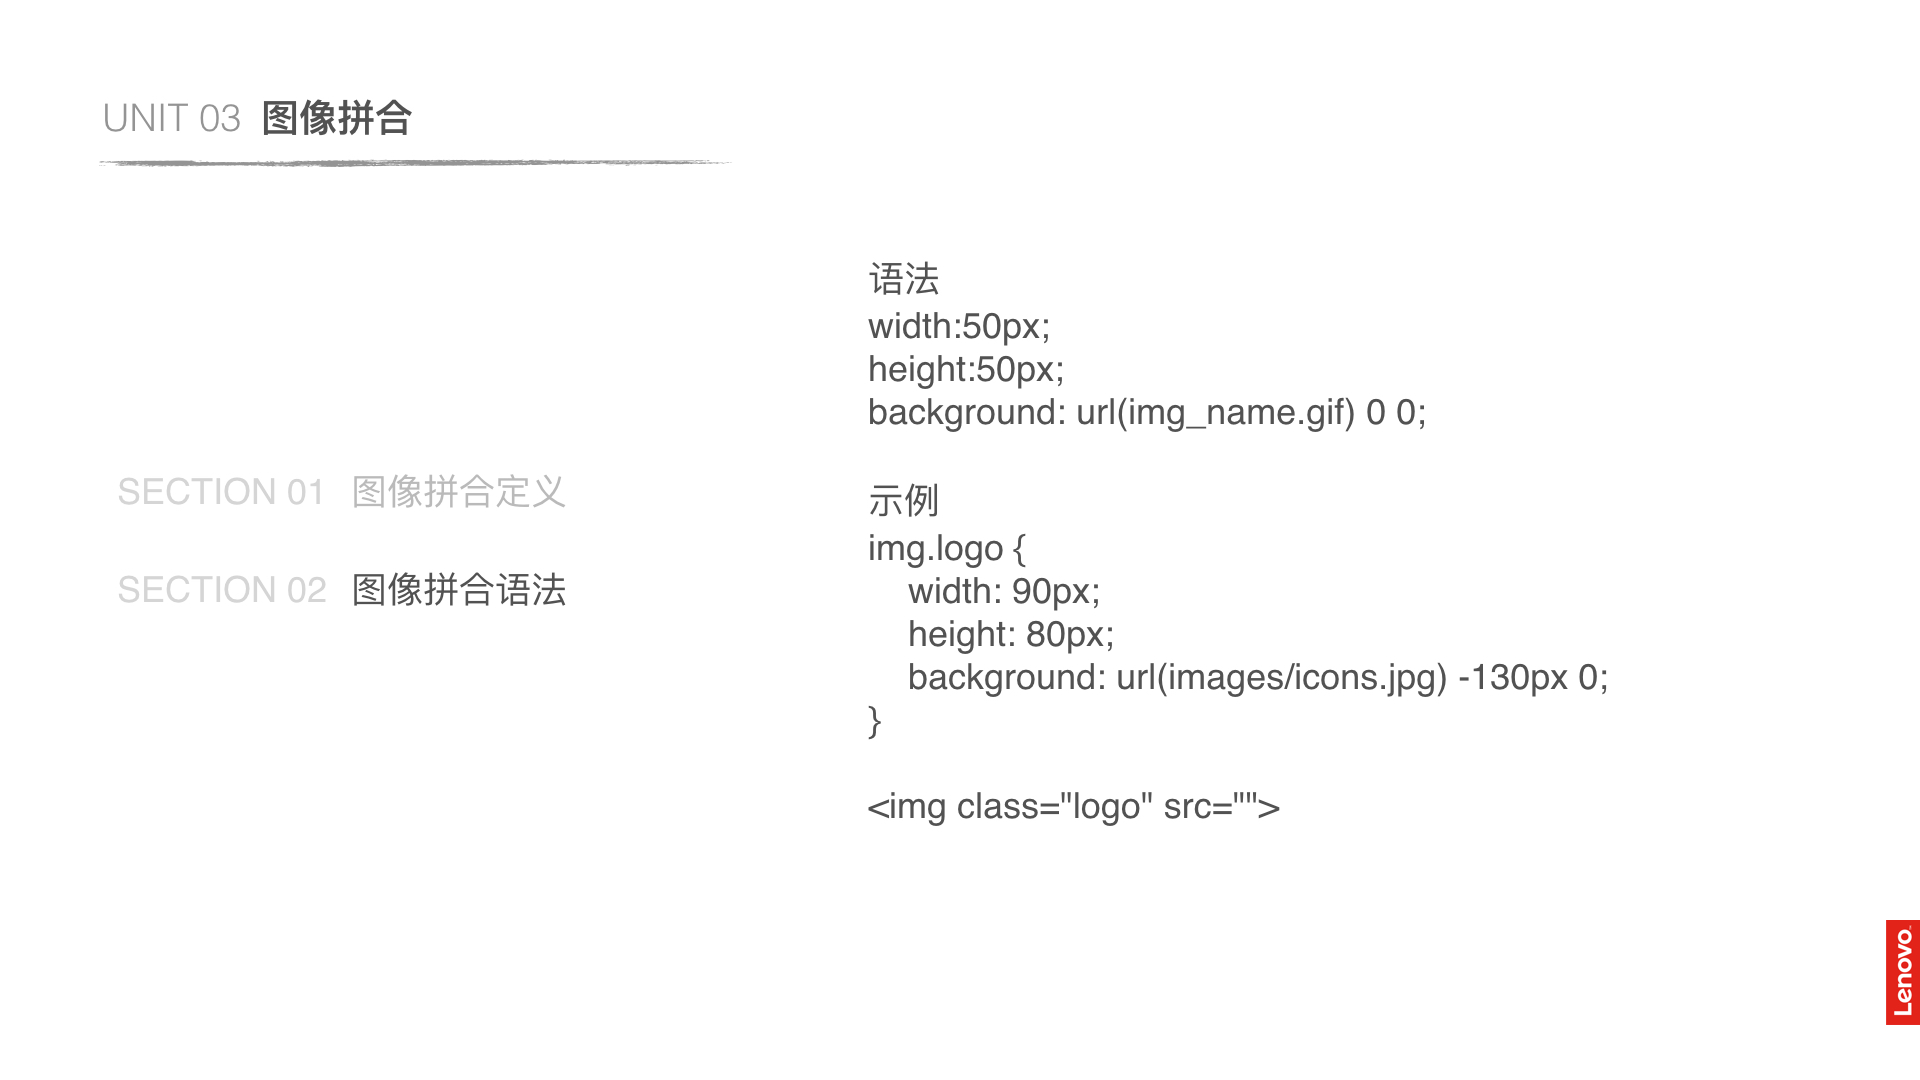 UNIT 03 图像拼合
SECTION 01 图像拼合定义
SECTION 02 图像拼合语法
语法
width:50px;
height:50px;
background: url(img_name.gif) 0 0;
示例
img.logo {
width: 90px;
height: 80px;
background: url(images/icons.jpg) -130px 0;
}
<img class="logo" src="">
Lenovo